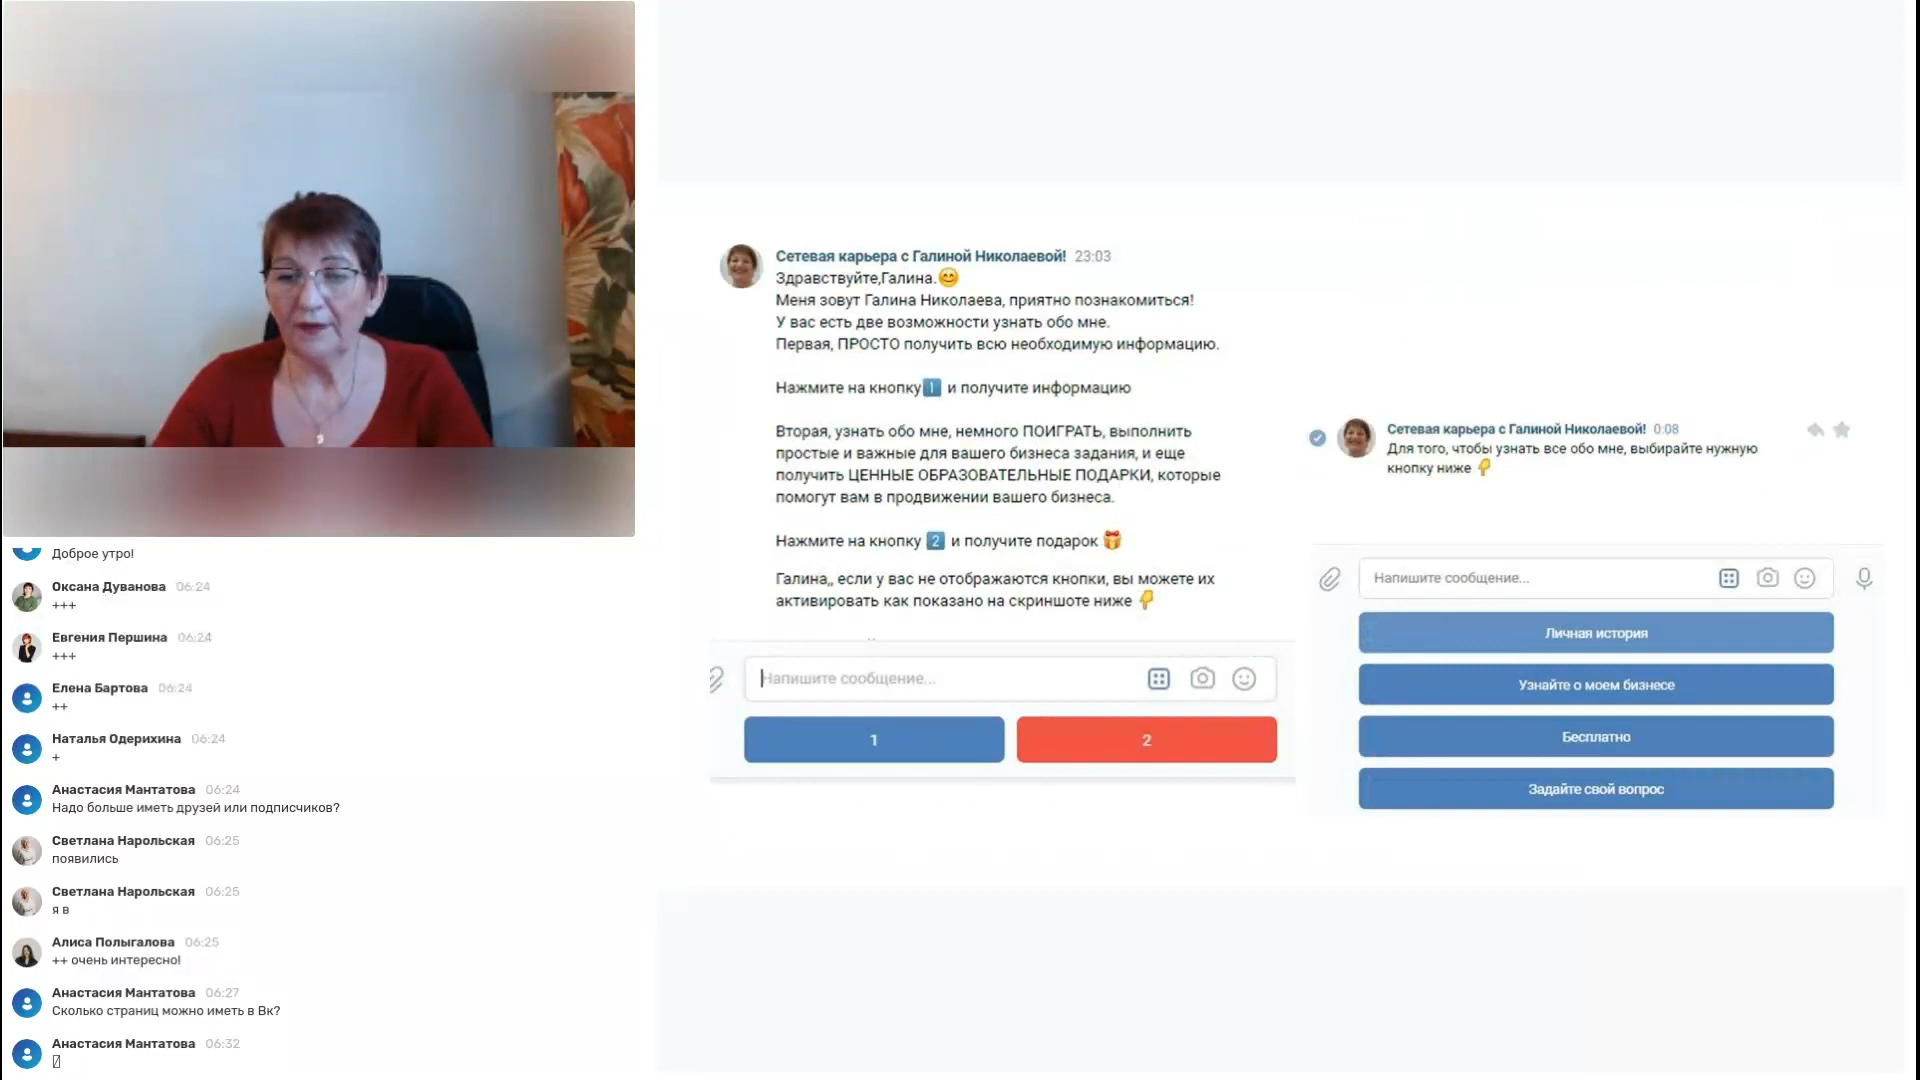 Доброе утро!
Оксана Дуванова 06:24
+++
Евгения Першина 06:24
+++
Елена Бартова 06:24
++
Наталья Одерихина 06:24
+
Анастасия Мантатова 06:24
Надо больше иметь друзей или подписчиков?
Светлана Нарольская 06:25
появились
Светлана Нарольская 06:25
я в
Алиса Полыгалова 06:25
++ очень интересно!
Анастасия Мантатова 06:27
Сколько страниц можно иметь в Вк?
Анастасия Мантатова 06:32
Сетевая карьера с Галиной Николаевой! 23:03
Здравствуйте,Галина.😊
Меня зовут Галина Николаева, приятно познакомиться!
У вас есть две возможности узнать обо мне.
Первая, ПРОСТО получить всю необходимую информацию.
Нажмите на кнопку1️⃣ и получите информацию
Вторая, узнать обо мне, немного ПОИГРАТЬ, выполнить
простые и важные для вашего бизнеса задания, и еще
получить ЦЕННЫЕ ОБРАЗОВАТЕЛЬНЫЕ ПОДАРКИ, которые
помогут вам в продвижении вашего бизнеса.
Нажмите на кнопку 2️⃣ и получите подарок 🎁
Галина,, если у вас не отображаются кнопки, вы можете их
активировать как показано на скриншоте ниже 👇
Напишите сообщение...
1
2
Сетевая карьера с Галиной Николаевой! 0:08
Для того, чтобы узнать все обо мне, выбирайте нужную
кнопку ниже 👇
Напишите сообщение...
Личная история
Узнайте о моем бизнесе
Бесплатно
Задайте свой вопрос